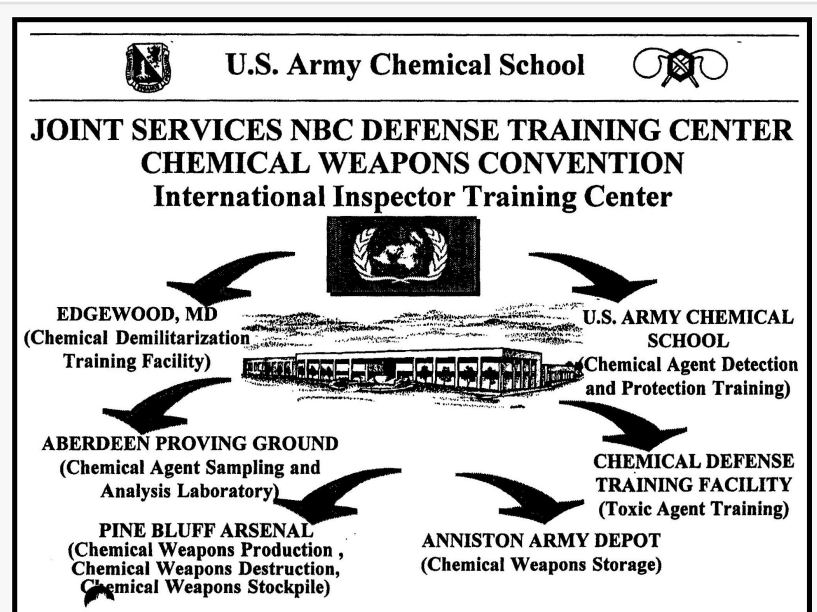 U.S. Army Chemical School
JOINT SERVICES NBC DEFENSE TRAINING CENTER
CHEMICAL WEAPONS CONVENTION
International Inspector Training Center
EDGEWOOD, MD
(Chemical Demilitarization
Training Facility)
U.S. ARMY CHEMICAL
SCHOOL
(Chemical Agent Detection
and Protection Training)
ABERDEEN PROVING GROUND
(Chemical Agent Sampling and
Analysis Laboratory)
CHEMICAL DEFENSE
TRAINING FACILITY
(Toxic Agent Training)
PINE BLUFF ARSENAL
(Chemical Weapons Production ,
Chemical Weapons Destruction,
Chemical Weapons Stockpile)
ANNISTON ARMY DEPOT
(Chemical Weapons Storage)